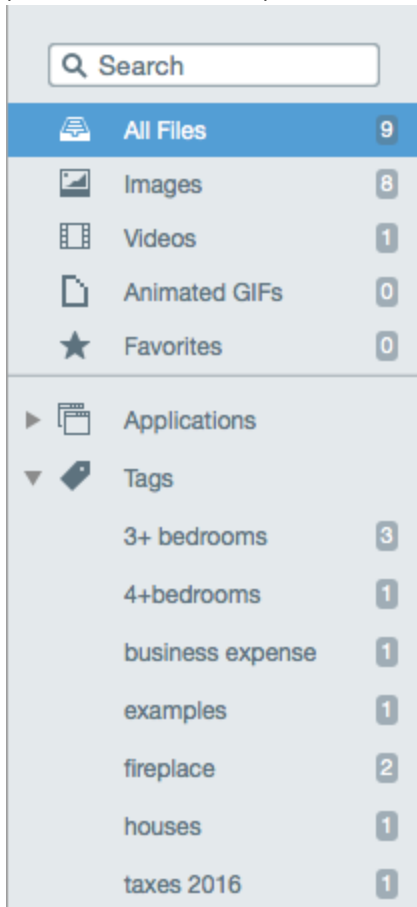 Search
All Files 9
Images 8
Videos 1
Animated GIFs 0
Favorites 0
Applications
Tags
3+ bedrooms 3
4+bedrooms 1
business expense 1
examples 1
fireplace 2
houses 1
taxes 2016 1